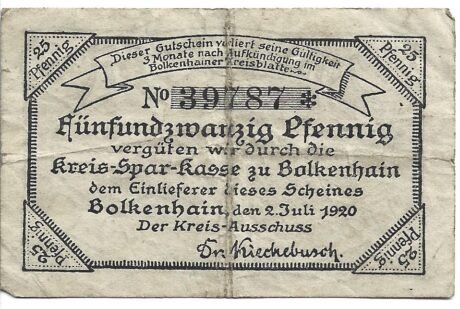 25 Pfennig
25 Pfennig
Dieser Gutschein verliert seine Gültigkeit
3 Monate nach Aufkündigung im
Bolkenhainer Kreisblatte
No 39787 *
Fünfundzwanzig Pfennig
vergüten wir durch die
Kreis-Spar-Kasse zu Bolkenhain
dem Einlieferer dieses Scheines
Bolkenhain, den 2. Juli 1920
Der Kreis-Ausschuss
Dr. Kieckebusch.
25 Pfennig
25 Pfennig